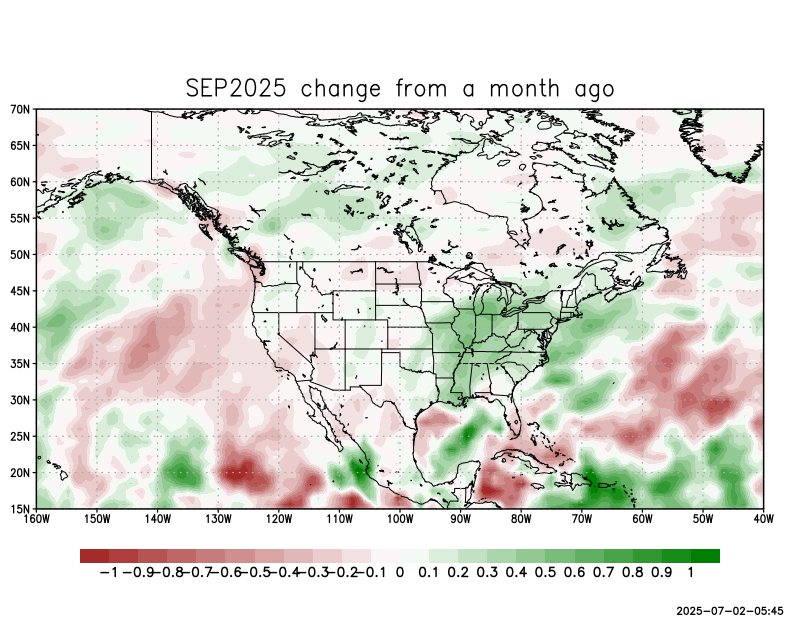 SEP2025 change from a month ago
70N
65N
60N
55N
50N
45N
40N
35N
30N
25N
20N
15N
160W 150W 140W 130W 120W 110W 100W 90W 80W 70W 60W 50W 40W
-1 -0.9 -0.8 -0.7 -0.6 -0.5 -0.4 -0.3 -0.2 -0.1 0 0.1 0.2 0.3 0.4 0.5 0.6 0.7 0.8 0.9 1
2025-07-02-05:45